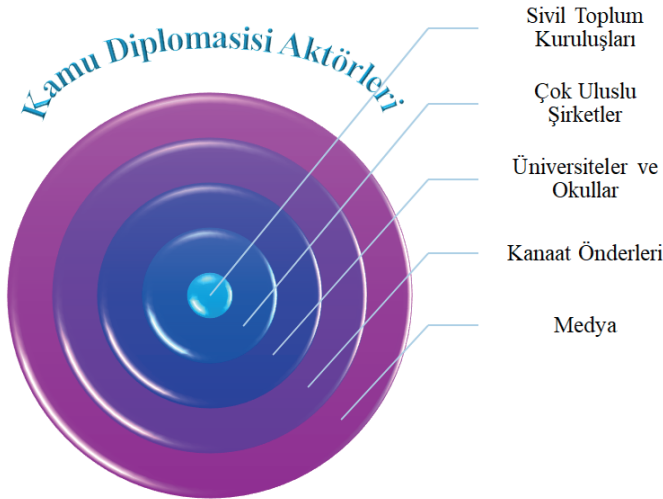 Kamu Diplomasisi Aktörleri
Sivil Toplum
Kuruluşları
Çok Uluslu
Şirketler
Üniversiteler ve
Okullar
Kanaat Önderleri
Medya